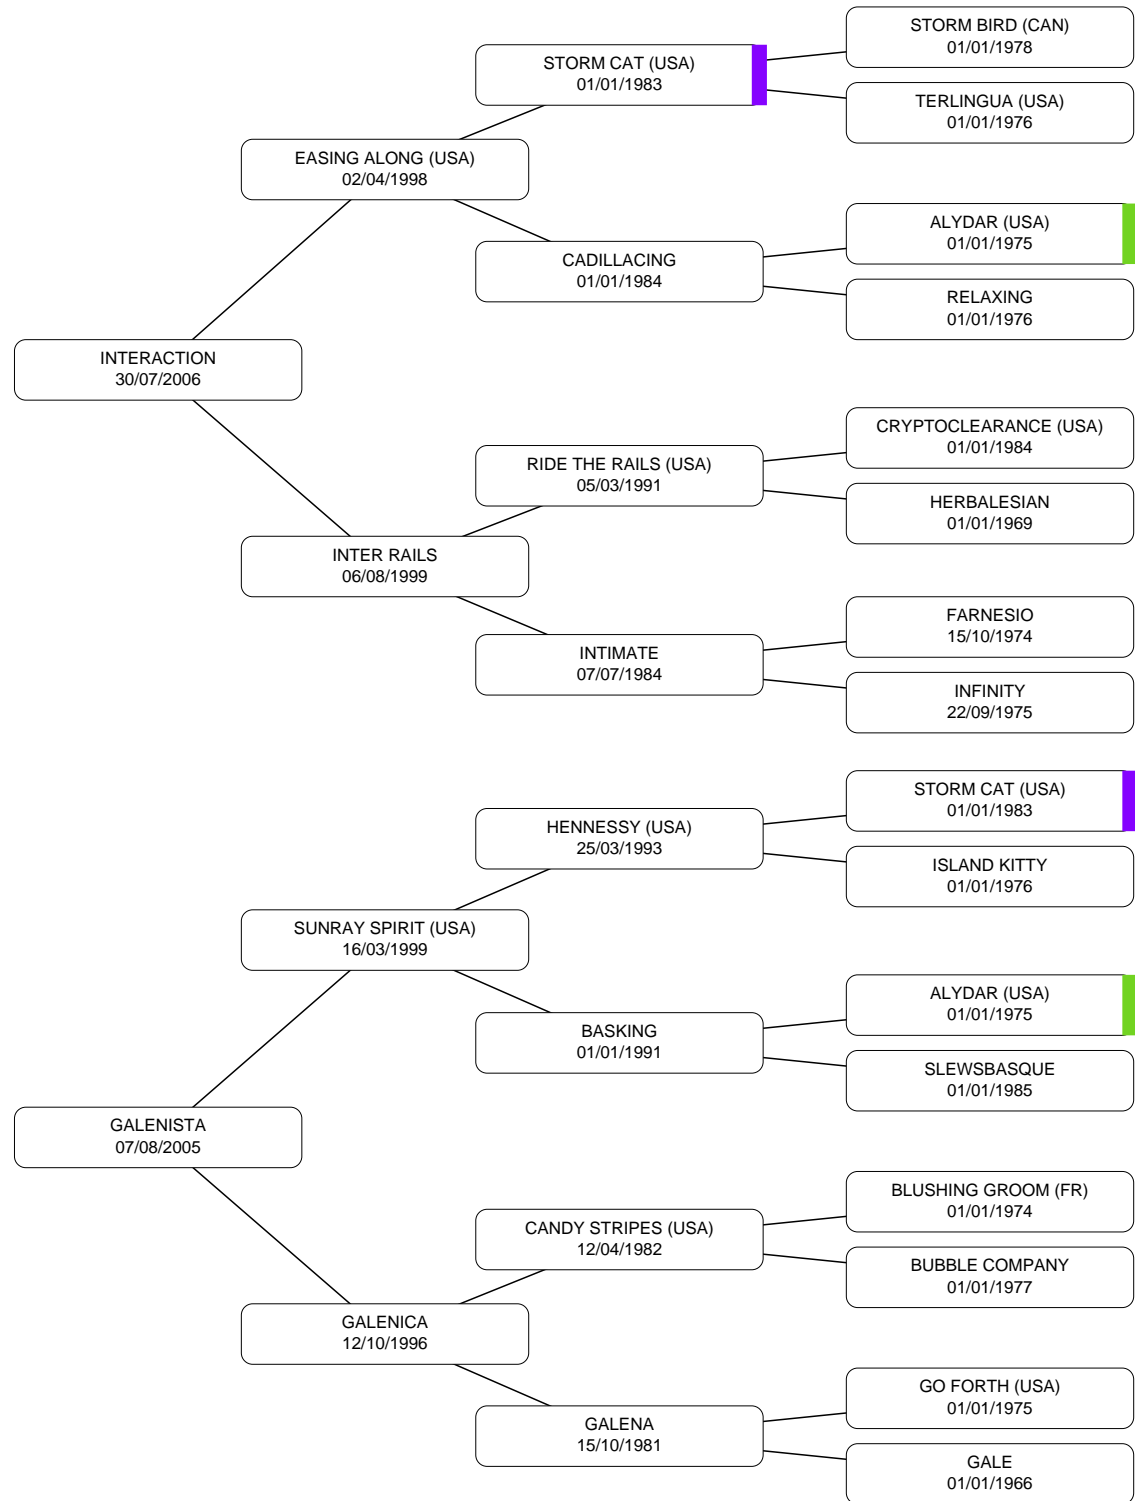 STORM BIRD (CAN)
01/01/1978
STORM CAT (USA)
01/01/1983
TERLINGUA (USA)
01/01/1976
EASING ALONG (USA)
02/04/1998
ALYDAR (USA)
01/01/1975
CADILLACING
01/01/1984
RELAXING
01/01/1976
INTERACTION
30/07/2006
CRYPTOCLEARANCE (USA)
01/01/1984
RIDE THE RAILS (USA)
05/03/1991
HERBALESIAN
01/01/1969
INTER RAILS
06/08/1999
FARNESIO
15/10/1974
INTIMATE
07/07/1984
INFINITY
22/09/1975
STORM CAT (USA)
01/01/1983
HENNESSY (USA)
25/03/1993
ISLAND KITTY
01/01/1976
SUNRAY SPIRIT (USA)
16/03/1999
ALYDAR (USA)
01/01/1975
BASKING
01/01/1991
SLEWSBASQUE
01/01/1985
GALENISTA
07/08/2005
BLUSHING GROOM (FR)
01/01/1974
CANDY STRIPES (USA)
12/04/1982
BUBBLE COMPANY
01/01/1977
GALENICA
12/10/1996
GO FORTH (USA)
01/01/1975
GALENA
15/10/1981
GALE
01/01/1966